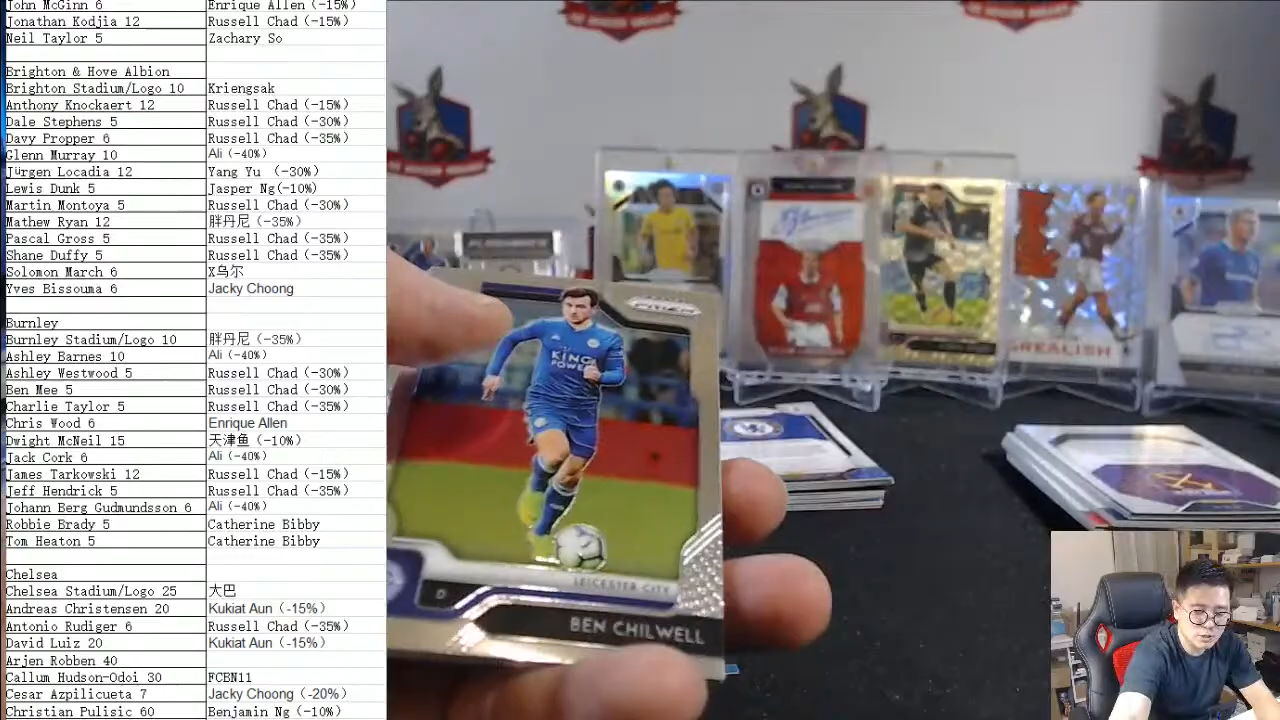 John McGinn 6 Enrique Allen (-15%)
Jonathan Kodjia 12 Russell Chad (-15%)
Neil Taylor 5 Zachary So
Brighton & Hove Albion
Brighton Stadium/Logo 10 Kriengsak
Anthony Knockaert 12 Russell Chad (-15%)
Dale Stephens 5 Russell Chad (-30%)
Davy Propper 6 Russell Chad (-35%)
Glenn Murray 10 Ali (-40%)
Jürgen Locadia 12 Yang Yu (-30%)
Lewis Dunk 5 Jasper Ng(-10%)
Martin Montoya 5 Russell Chad (-30%)
Mathew Ryan 12 胖丹尼 (-35%)
Pascal Gross 5 Russell Chad (-35%)
Shane Duffy 5 Russell Chad (-35%)
Solomon March 6 X乌尔
Yves Bissouma 6 Jacky Choong
Burnley
Burnley Stadium/Logo 10 胖丹尼 (-35%)
Ashley Barnes 10 Ali (-40%)
Ashley Westwood 5 Russell Chad (-30%)
Ben Mee 5 Russell Chad (-30%)
Charlie Taylor 5 Russell Chad (-35%)
Chris Wood 6 Enrique Allen
Dwight McNeil 15 天津鱼 (-10%)
Jack Cork 6 Ali (-40%)
James Tarkowski 12 Russell Chad (-15%)
Jeff Hendrick 5 Russell Chad (-35%)
Johann Berg Gudmundsson 6 Ali (-40%)
Robbie Brady 5 Catherine Bibby
Tom Heaton 5 Catherine Bibby
Chelsea
Chelsea Stadium/Logo 25 大巴
Andreas Christensen 20 Kukiat Aun (-15%)
Antonio Rudiger 6 Russell Chad (-35%)
David Luiz 20 Kukiat Aun (-15%)
Arjen Robben 40
Callum Hudson-Odoi 30 FCBN11
Cesar Azpilicueta 7 Jacky Choong (-20%)
Christian Pulisic 60 Benjamin Ng (-10%)
PRIZM
KING
POWER
LEICESTER CITY
D
BEN CHILWELL
GREALISH